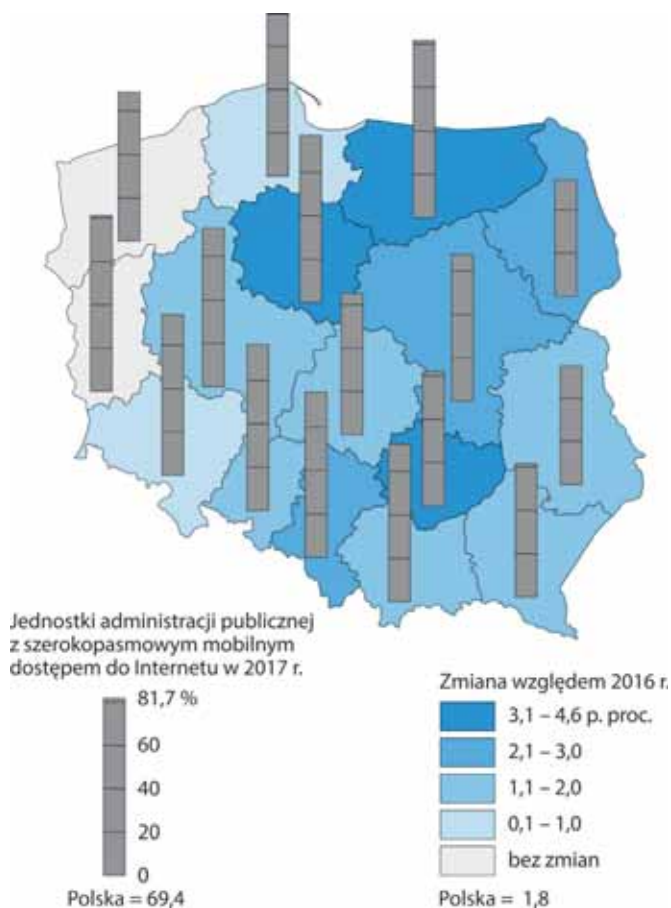 Jednostki administracji publicznej
z szerokopasmowym mobilnym
dostępem do Internetu w 2017 r.
81,7 %
60
40
20
0
Polska = 69,4
Zmiana względem 2016 r.
3,1 – 4,6 p. proc.
2,1 – 3,0
1,1 – 2,0
0,1 – 1,0
bez zmian
Polska = 1,8